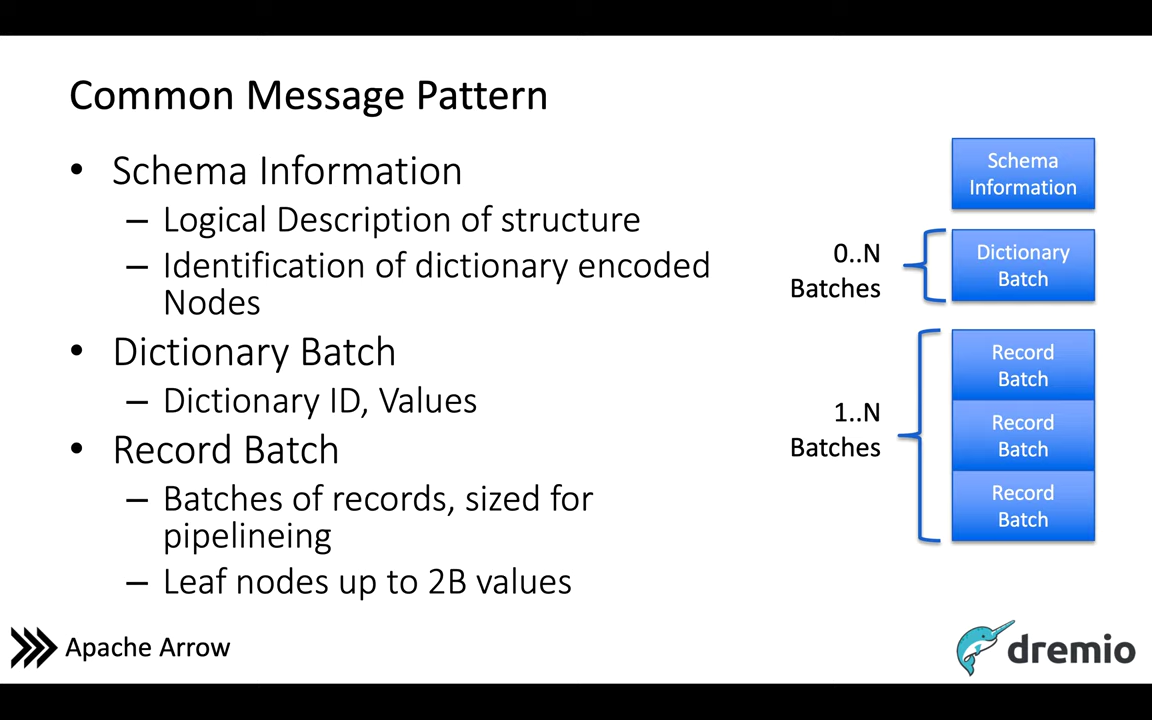 Common Message Pattern
• Schema Information
– Logical Description of structure
– Identification of dictionary encoded
Nodes
• Dictionary Batch
– Dictionary ID, Values
• Record Batch
– Batches of records, sized for
pipelineing
– Leaf nodes up to 2B values
Schema
Information
0..N
Batches
Dictionary
Batch
1..N
Batches
Record
Batch
Record
Batch
Record
Batch
Apache Arrow
dremio